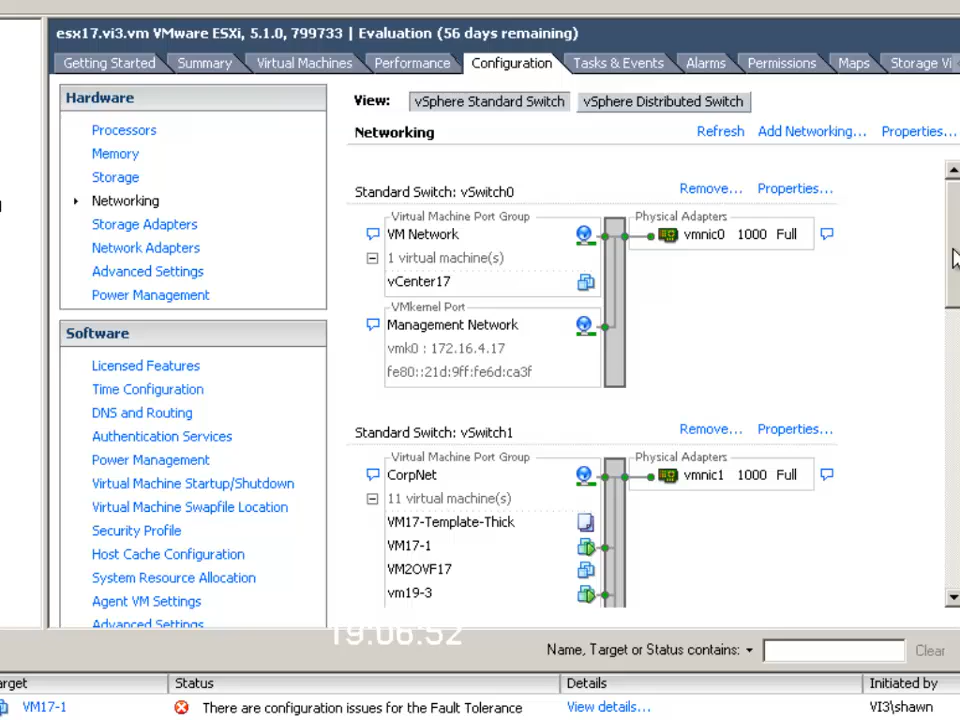 esx17.vi3.vm VMware ESXi, 5.1.0, 799733 | Evaluation (56 days remaining)
Getting Started Summary Virtual Machines Performance Configuration Tasks & Events Alarms Permissions Maps Storage Vi
Hardware
Processors
Memory
Storage
Networking
Storage Adapters
Network Adapters
Advanced Settings
Power Management
Software
Licensed Features
Time Configuration
DNS and Routing
Authentication Services
Power Management
Virtual Machine Startup/Shutdown
Virtual Machine Swapfile Location
Security Profile
Host Cache Configuration
System Resource Allocation
Agent VM Settings
Advanced Settings
View: vSphere Standard Switch vSphere Distributed Switch
Networking Refresh Add Networking... Properties...
Standard Switch: vSwitch0 Remove... Properties...
Virtual Machine Port Group Physical Adapters
VM Network vmnic0 1000 Full
1 virtual machine(s)
vCenter17
VMkernel Port
Management Network
vmk0 : 172.16.4.17
fe80::21d:9ff:fe6d:ca3f
Standard Switch: vSwitch1 Remove... Properties...
Virtual Machine Port Group Physical Adapters
CorpNet vmnic1 1000 Full
11 virtual machine(s)
VM17-Template-Thick
VM17-1
VM2OVF17
vm19-3
19:06:52
Name, Target or Status contains: Clear
arget Status Details Initiated by
VM17-1 There are configuration issues for the Fault Tolerance View details... VI3\shawn